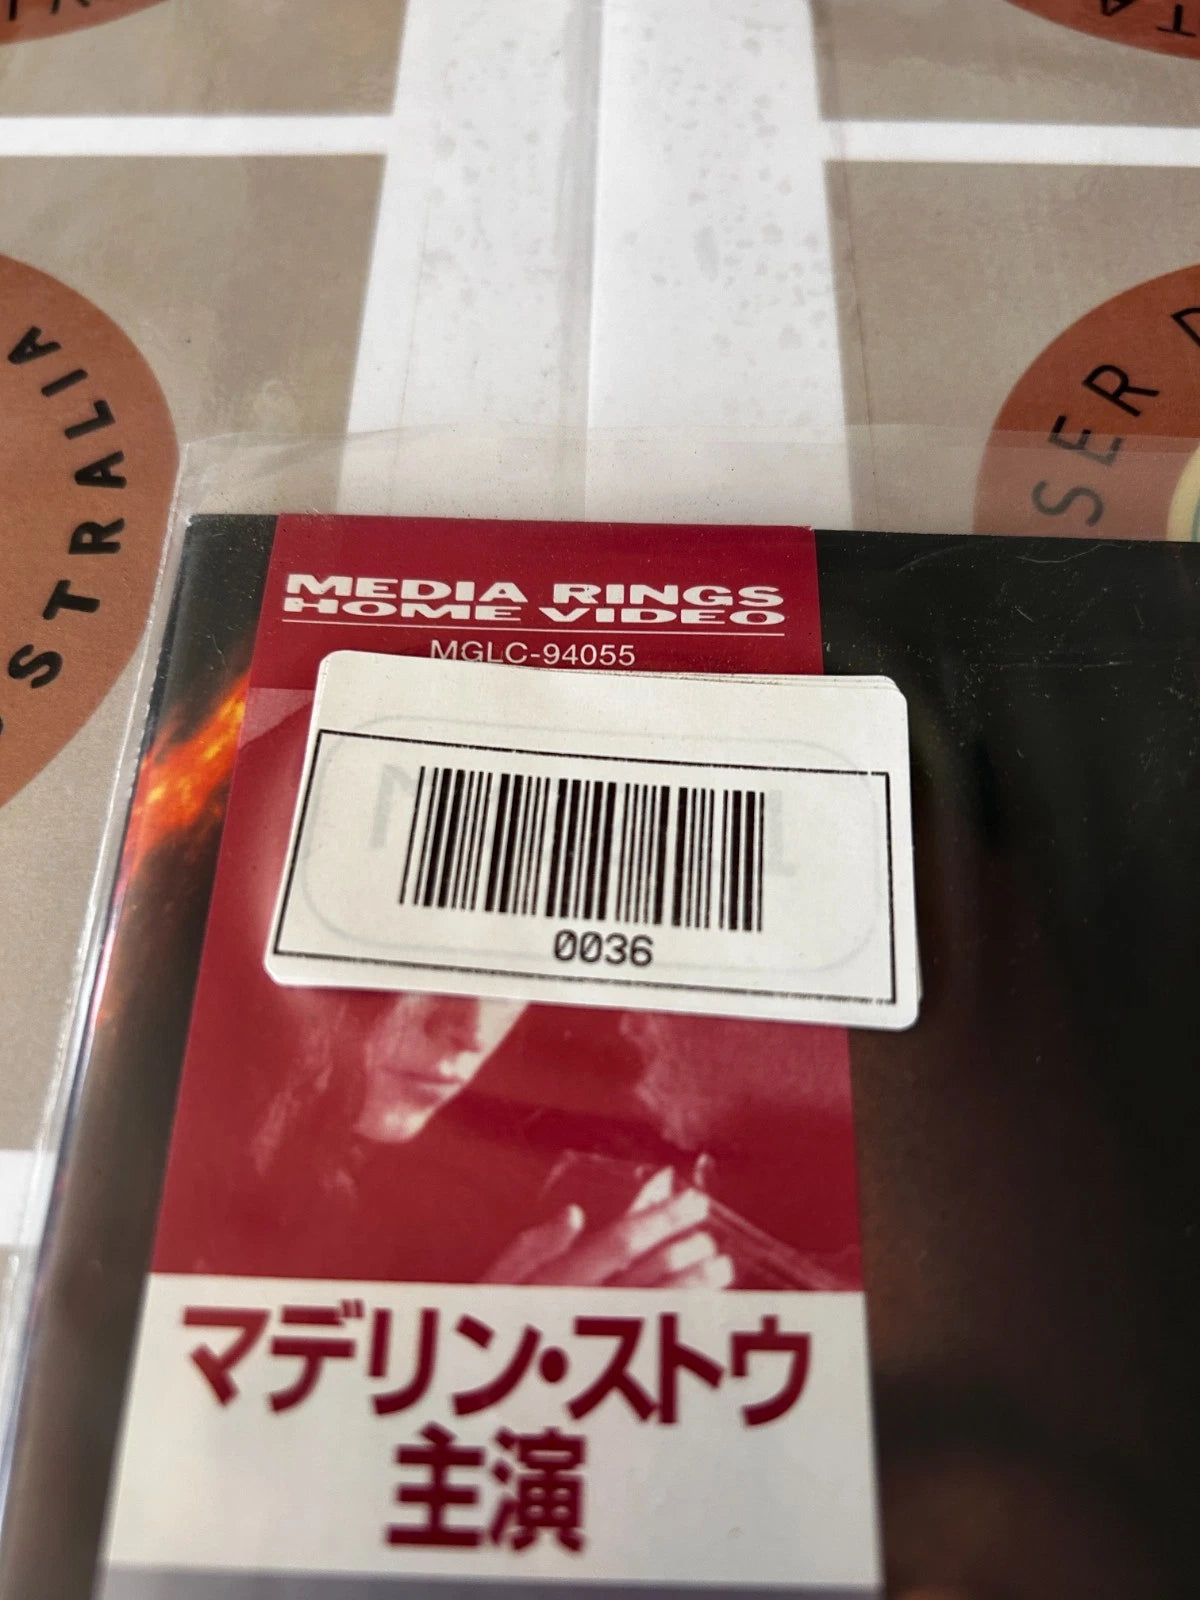 STRALIA
SER
MEDIA RINGS
HOME VIDEO
MGLC-94055
0036
マデリン・ストウ
主演